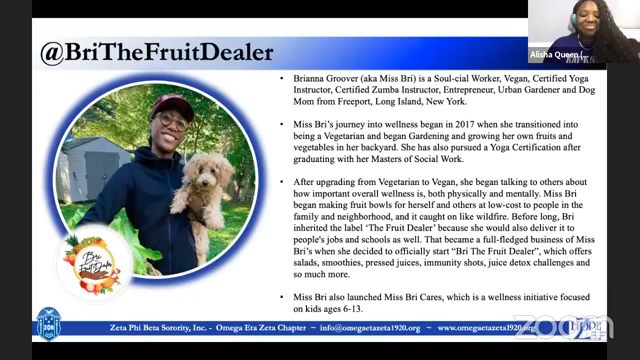 @BriTheFruitDealer
Alisha Queen (
• Brianna Groover (aka Miss Bri) is a Soul-cial Worker, Vegan, Certified Yoga
Instructor, Certified Zumba Instructor, Entrepreneur, Urban Gardener and Dog
Mom from Freeport, Long Island, New York.
• Miss Bri's journey into wellness began in 2017 when she transitioned into
being a Vegetarian and began Gardening and growing her own fruits and
vegetables in her backyard. She has also pursued a Yoga Certification after
graduating with her Masters of Social Work.
• After upgrading from Vegetarian to Vegan, she began talking to others about
how important overall wellness is, both physically and mentally. Miss Bri
began making fruit bowls for herself and others at low-cost to people in the
family and neighborhood, and it caught on like wildfire. Before long, Bri
inherited the label 'The Fruit Dealer' because she would also deliver it to
people's jobs and schools as well. That became a full-fledged business of Miss
Bri's when she decided to officially start "Bri The Fruit Dealer", which offers
salads, smoothies, pressed juices, immunity shots, juice detox challenges and
so much more.
• Miss Bri also launched Miss Bri Cares, which is a wellness initiative focused
on kids ages 6-13.
Bri
Fruit Dealer
ZΦB
Zeta Phi Beta Sorority, Inc. - Omega Eta Zeta Chapter ~ info@omegaetazeta1920.org ~ www.omegaetazeta1920.org
HOPE
zoom